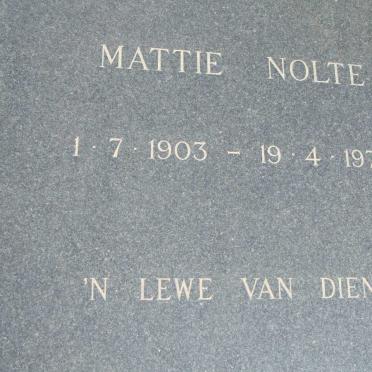 MATTIE NOLTE
1·7·1903 – 19·4·197
'N LEWE VAN DIEN